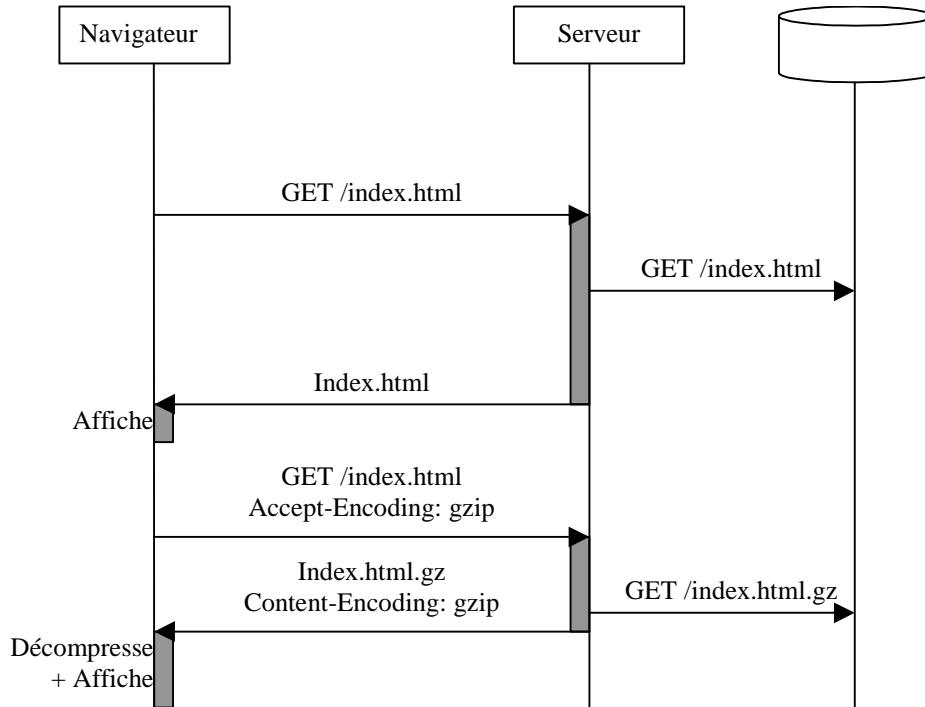 Navigateur
Serveur
GET /index.html
GET /index.html
Index.html
Affiche
GET /index.html
Accept-Encoding: gzip
Index.html.gz
Content-Encoding: gzip
GET /index.html.gz
Décompresse
+ Affiche